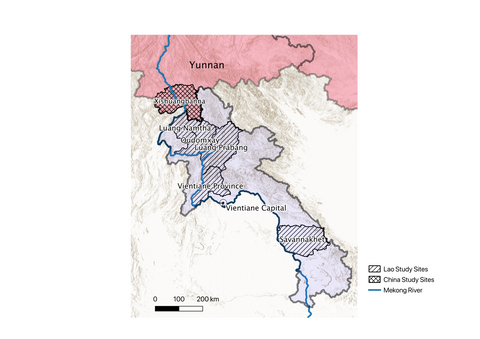 Yunnan
Xishuangbanna
Luang Namtha
Oudomxay
Luang Prabang
Vientiane Province
Vientiane Capital
Savannakhet
Lao Study Sites
China Study Sites
Mekong River
0 100 200 km